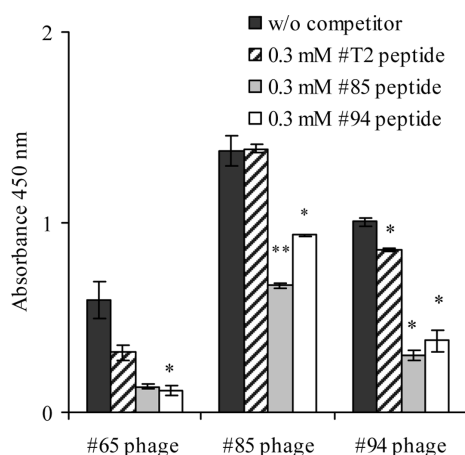 w/o competitor
0.3 mM #T2 peptide
0.3 mM #85 peptide
0.3 mM #94 peptide
Absorbance 450 nm
2
1
0
*
**
*
*
*
*
#65 phage
#85 phage
#94 phage